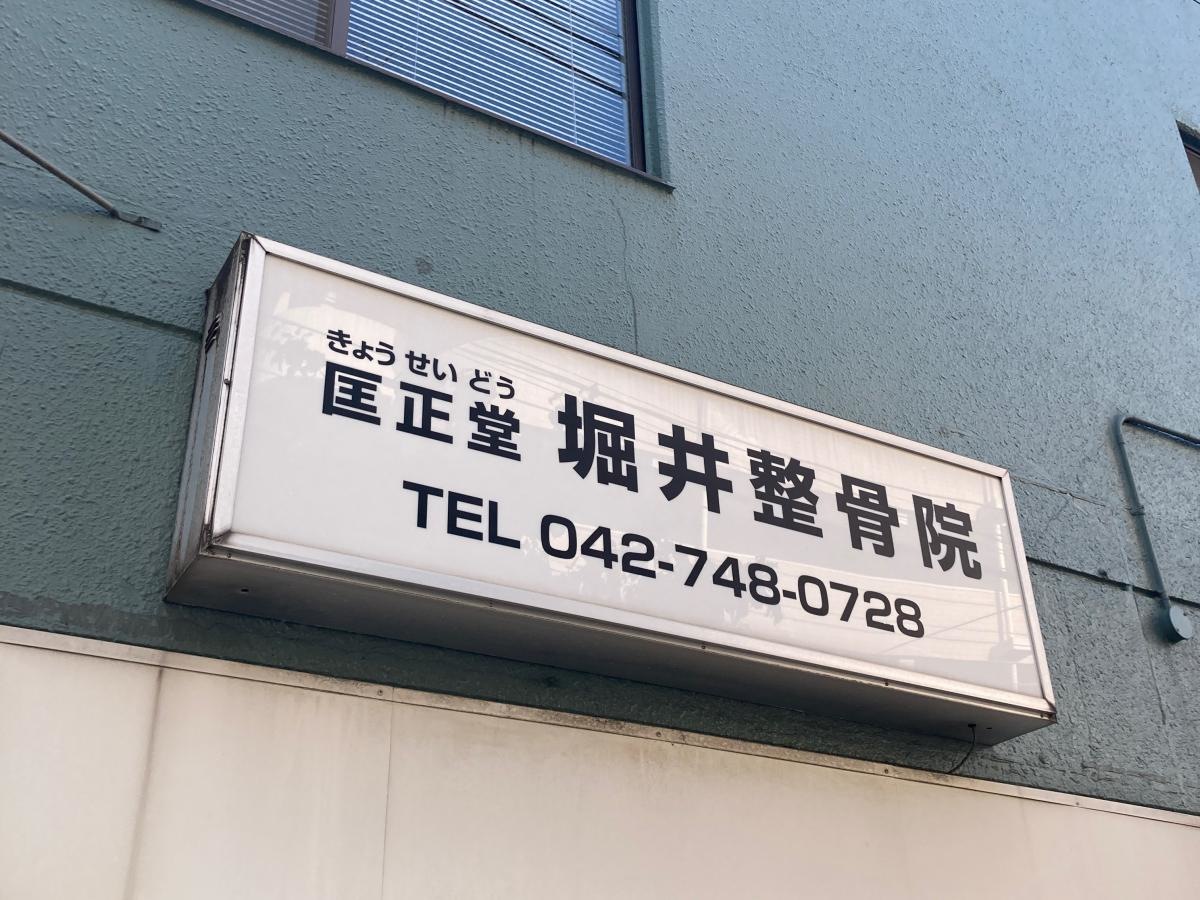 きょう せい どう
匡正堂 堀井整骨院
TEL 042-748-0728